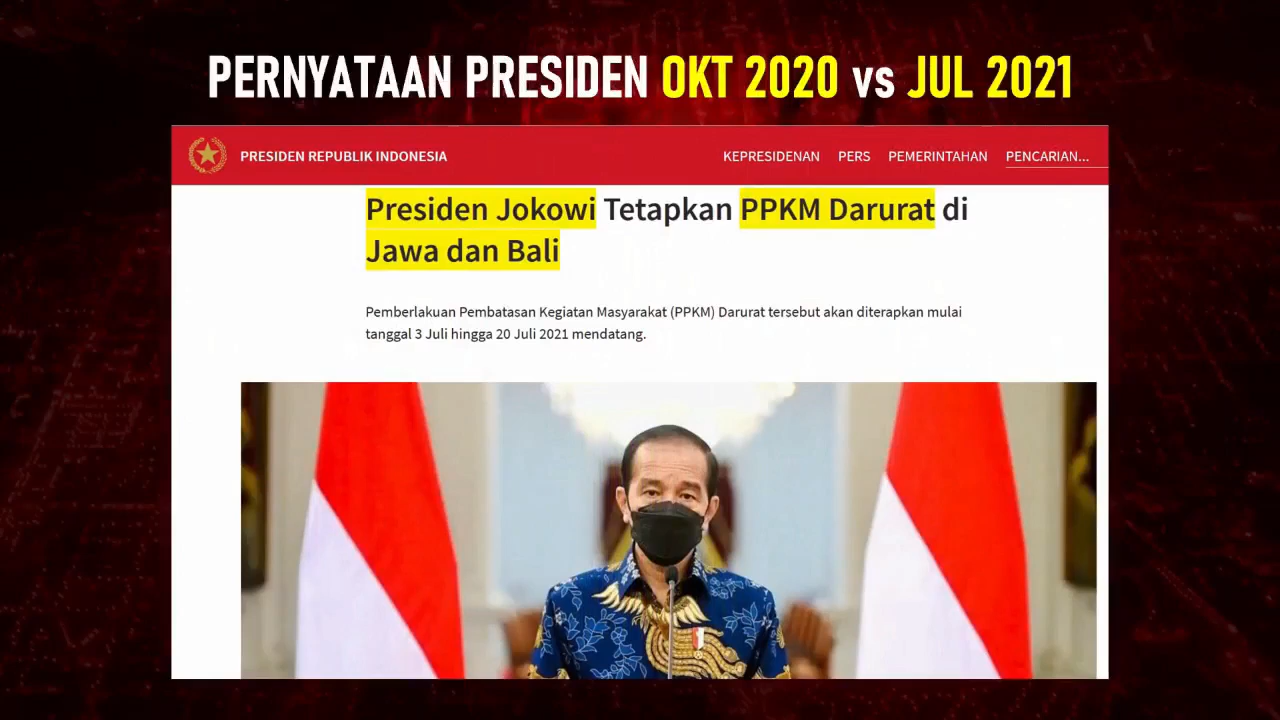 PERNYATAAN PRESIDEN OKT 2020 vs JUL 2021
PRESIDEN REPUBLIK INDONESIA KEPRESIDENAN PERS PEMERINTAHAN PENCARIAN...
Presiden Jokowi Tetapkan PPKM Darurat di
Jawa dan Bali
Pemberlakuan Pembatasan Kegiatan Masyarakat (PPKM) Darurat tersebut akan diterapkan mulai
tanggal 3 Juli hingga 20 Juli 2021 mendatang.